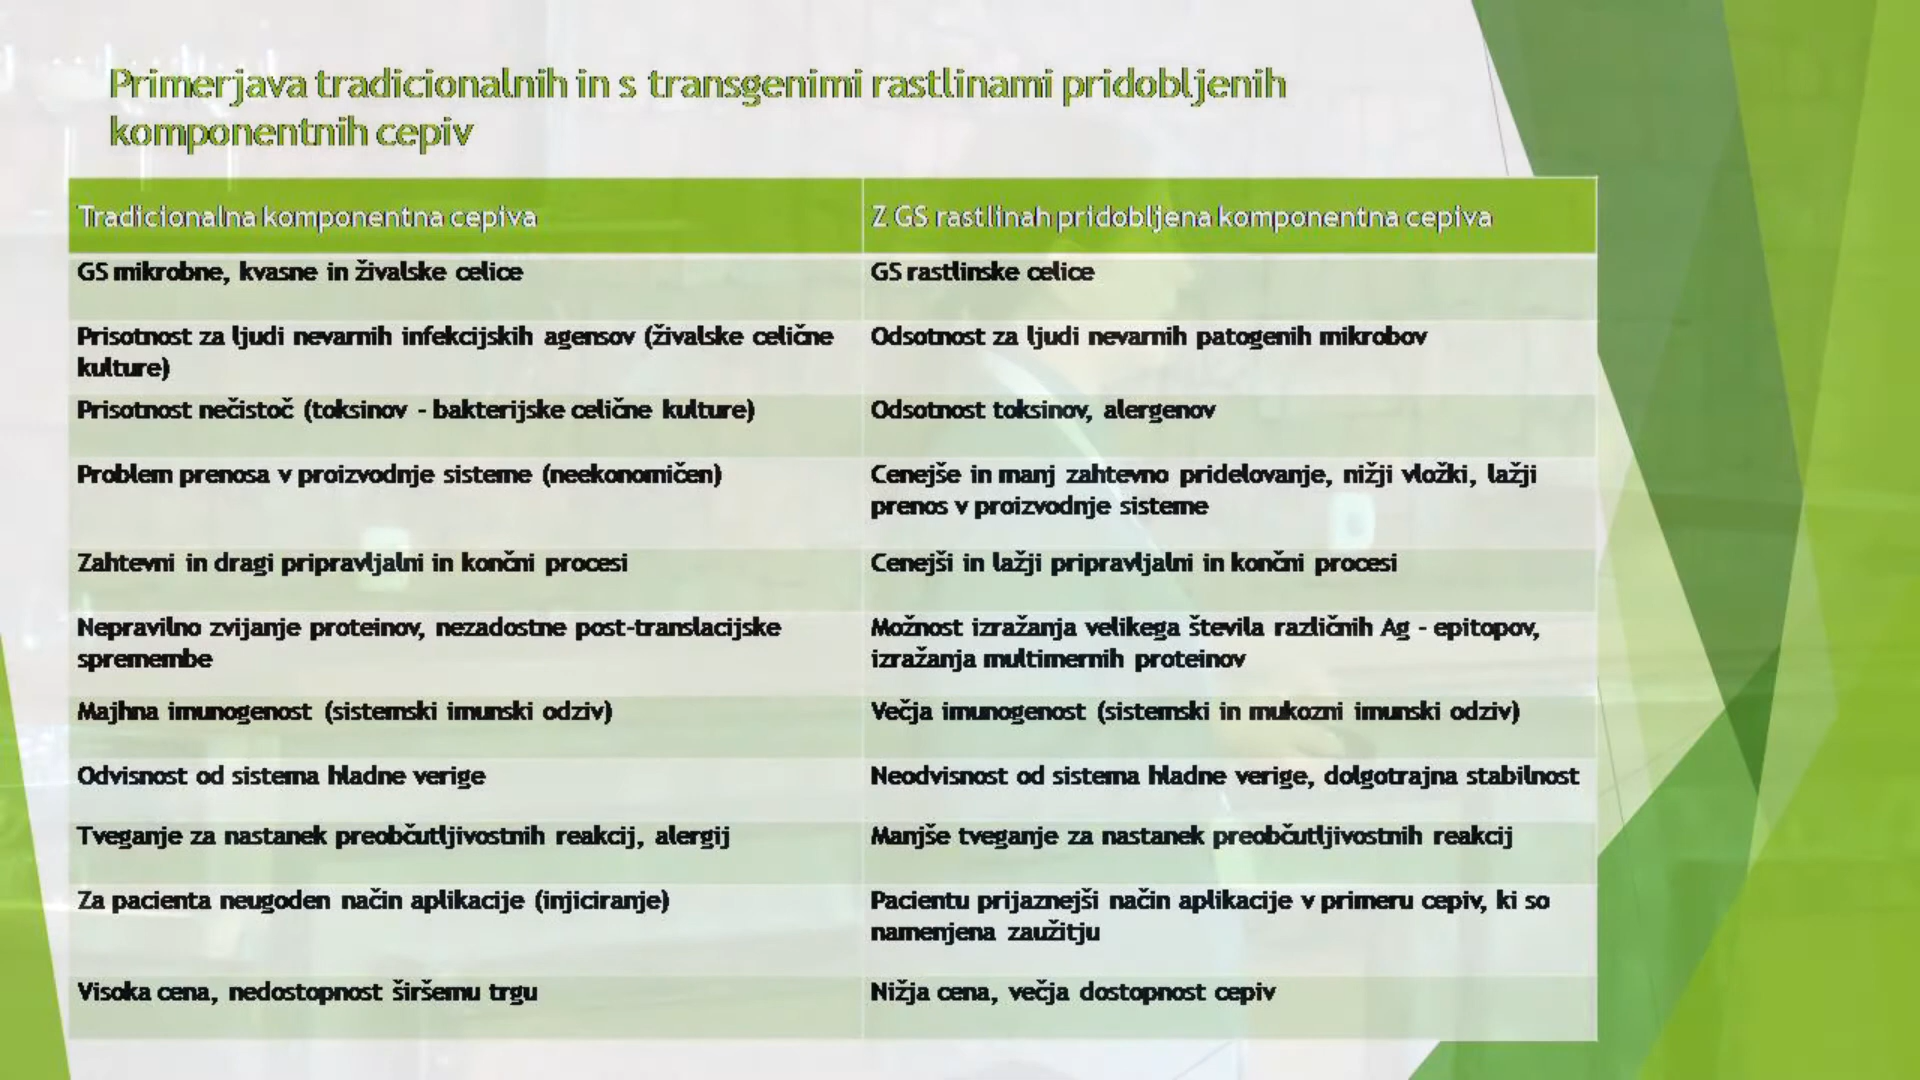 Primerjava tradicionalnih in s transgenimi rastlinami pridobljenih
komponentnih cepiv
Tradicionalna komponentna cepiva
Z GS rastlinah pridobljena komponentna cepiva
GS mikrobne, kvasne in živalske celice
GS rastlinske celice
Prisotnost za ljudi nevarnih infekcijskih agensov (živalske celične
kulture)
Odsotnost za ljudi nevarnih patogenih mikrobov
Prisotnost nečistoč (toksinov - bakterijske celične kulture)
Odsotnost toksinov, alergenov
Problem prenosa v proizvodnje sisteme (neekonomičen)
Cenejše in manj zahtevno pridelovanje, nižji vložki, lažji
prenos v proizvodnje sisteme
Zahtevni in dragi pripravljalni in končni procesi
Cenejši in lažji pripravljalni in končni procesi
Nepravilno zvijanje proteinov, nezadostne post-translacijske
spremembe
Možnost izražanja velikega števila različnih Ag - epitopov,
izražanja multimernih proteinov
Majhna imunogenost (sistemski imunski odziv)
Večja imunogenost (sistemski in mukozni imunski odziv)
Odvisnost od sistema hladne verige
Neodvisnost od sistema hladne verige, dolgotrajna stabilnost
Tveganje za nastanek preobčutljivostnih reakcij, alergij
Manjše tveganje za nastanek preobčutljivostnih reakcij
Za pacienta neugoden način aplikacije (injiciranje)
Pacientu prijaznejši način aplikacije v primeru cepiv, ki so
namenjena zaužitju
Visoka cena, nedostopnost širšemu trgu
Nižja cena, večja dostopnost cepiv